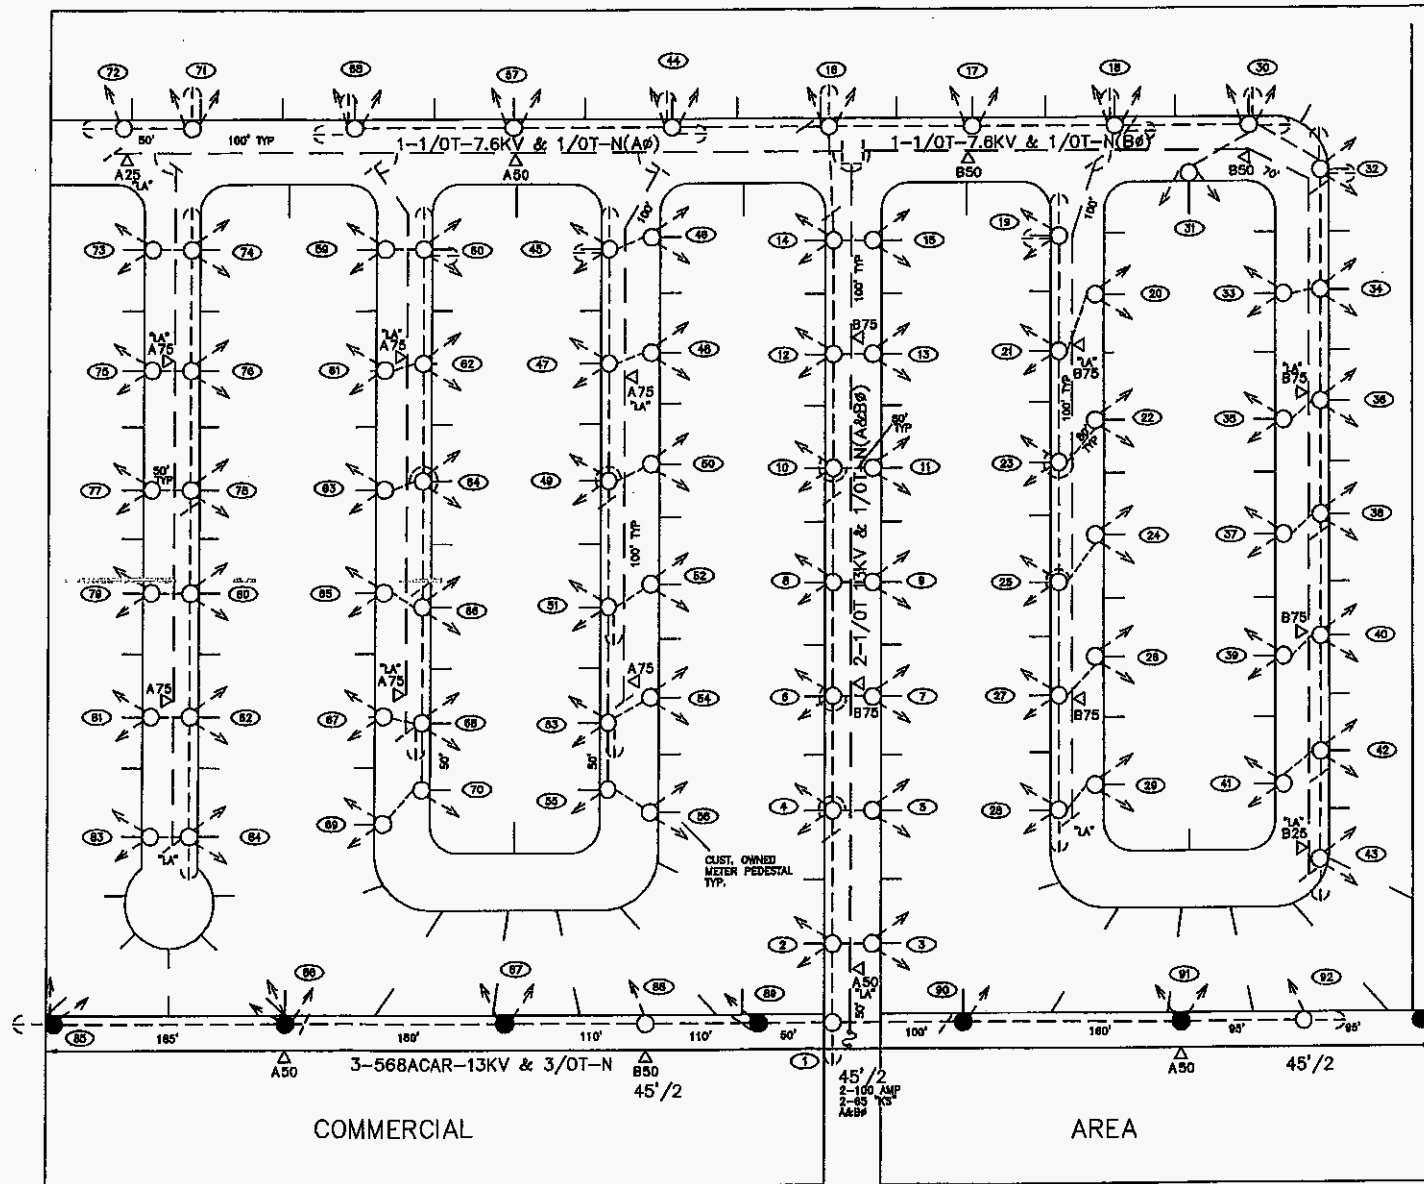 72 71 58 57 44 16 17 18 30
50' 100' TYP 1-1/0T-7.6KV & 1/0T-N(AØ) 1-1/0T-7.6KV & 1/0T-N(BØ)
A25 "LA" A50 B50 B50 70' 32
31
73 74 59 60 45 100' 46 14 15 19 100' 20 33 34
100' TYP
"LA" A75 "LA" A75 B75 "LA" B75
75 76 61 62 47 48 12 13 21 "LA" B75 35 36
A75 "LA"
100' TYP 22
50' TYP 50' TYP
77 78 63 64 49 50 10 11 23 37 38
2-1/0T 13KV & 1/0T-N(A&BØ)
100' TYP
79 80 65 66 51 52 8 9 25 24
A75 "LA" A75 A75 B75
81 82 67 68 53 54 6 7 27 26 39 40
B75 B75
50' 50'
83 84 69 70 55 56 4 5 28 29 41 42
"LA" "LA" "LA" B25 43
CUST. OWNED
METER PEDESTAL
TYP.
2 3
A50 "LA" 50'
85 86 87 88 89 90 91 92
165' 180' 110' 110' 50' 100' 160' 95' 95'
A50 3-568ACAR-13KV & 3/0T-N B50 1 A50
45'/2 45'/2 45'/2
2-100 AMP
2-65 "KS"
A&BØ
COMMERCIAL AREA